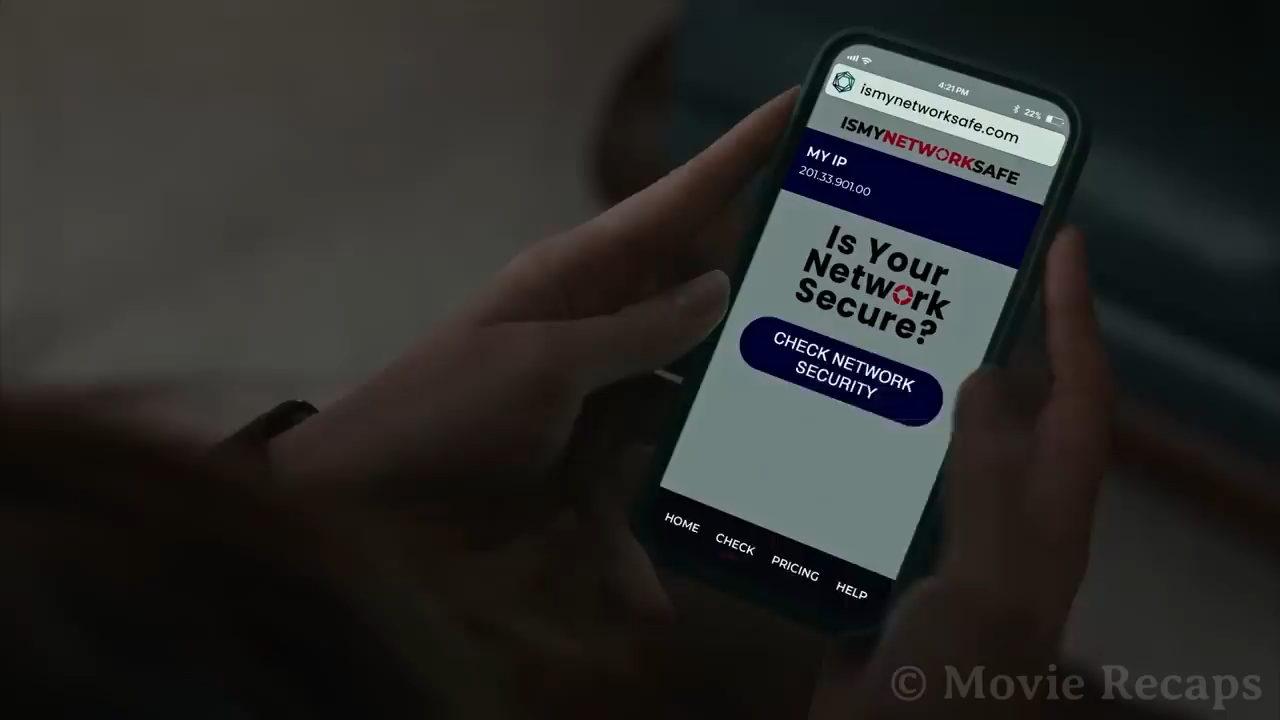 4:21 PM
22%
ismynetworksafe.com
ISMYNETWORKSAFE
MY IP
201.33.901.00
Is Your
Network
Secure?
CHECK NETWORK
SECURITY
HOME CHECK PRICING HELP
© Movie Recaps